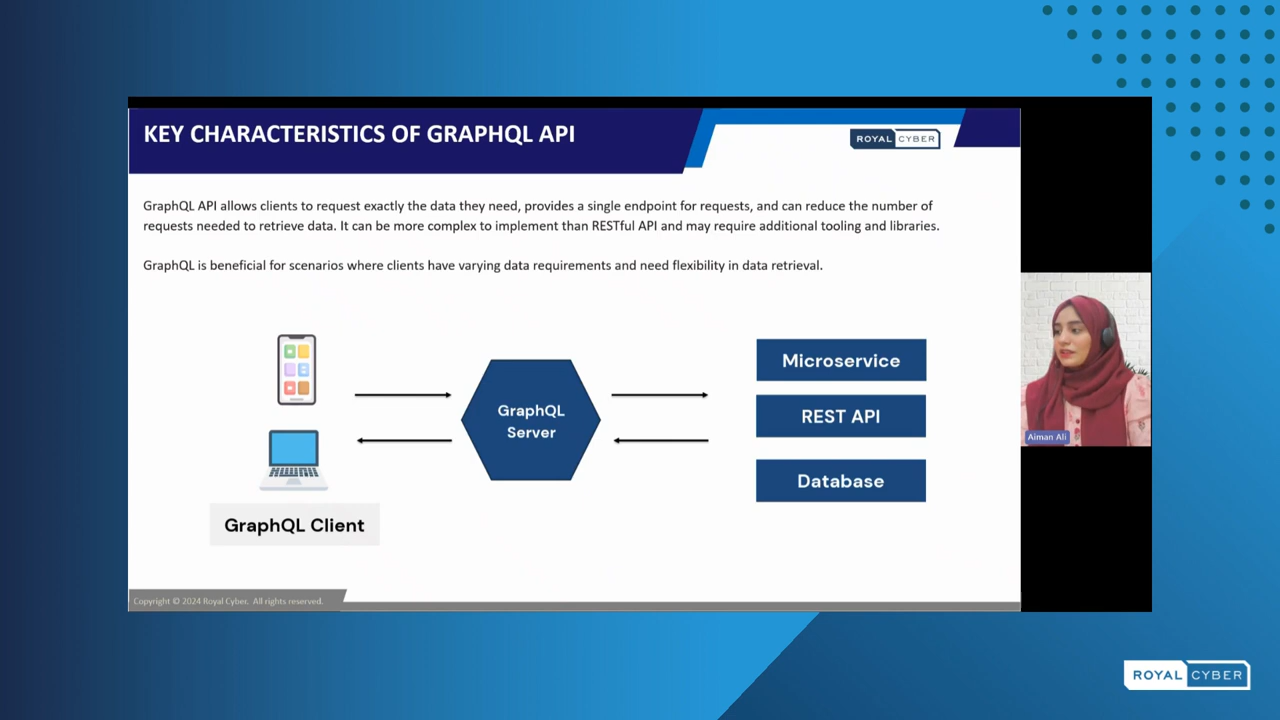 KEY CHARACTERISTICS OF GRAPHQL API
ROYAL CYBER
GraphQL API allows clients to request exactly the data they need, provides a single endpoint for requests, and can reduce the number of
requests needed to retrieve data. It can be more complex to implement than RESTful API and may require additional tooling and libraries.
GraphQL is beneficial for scenarios where clients have varying data requirements and need flexibility in data retrieval.
GraphQL
Server
Microservice
REST API
Database
GraphQL Client
Aiman Ali
Copyright © 2024 Royal Cyber. All rights reserved.
ROYAL CYBER